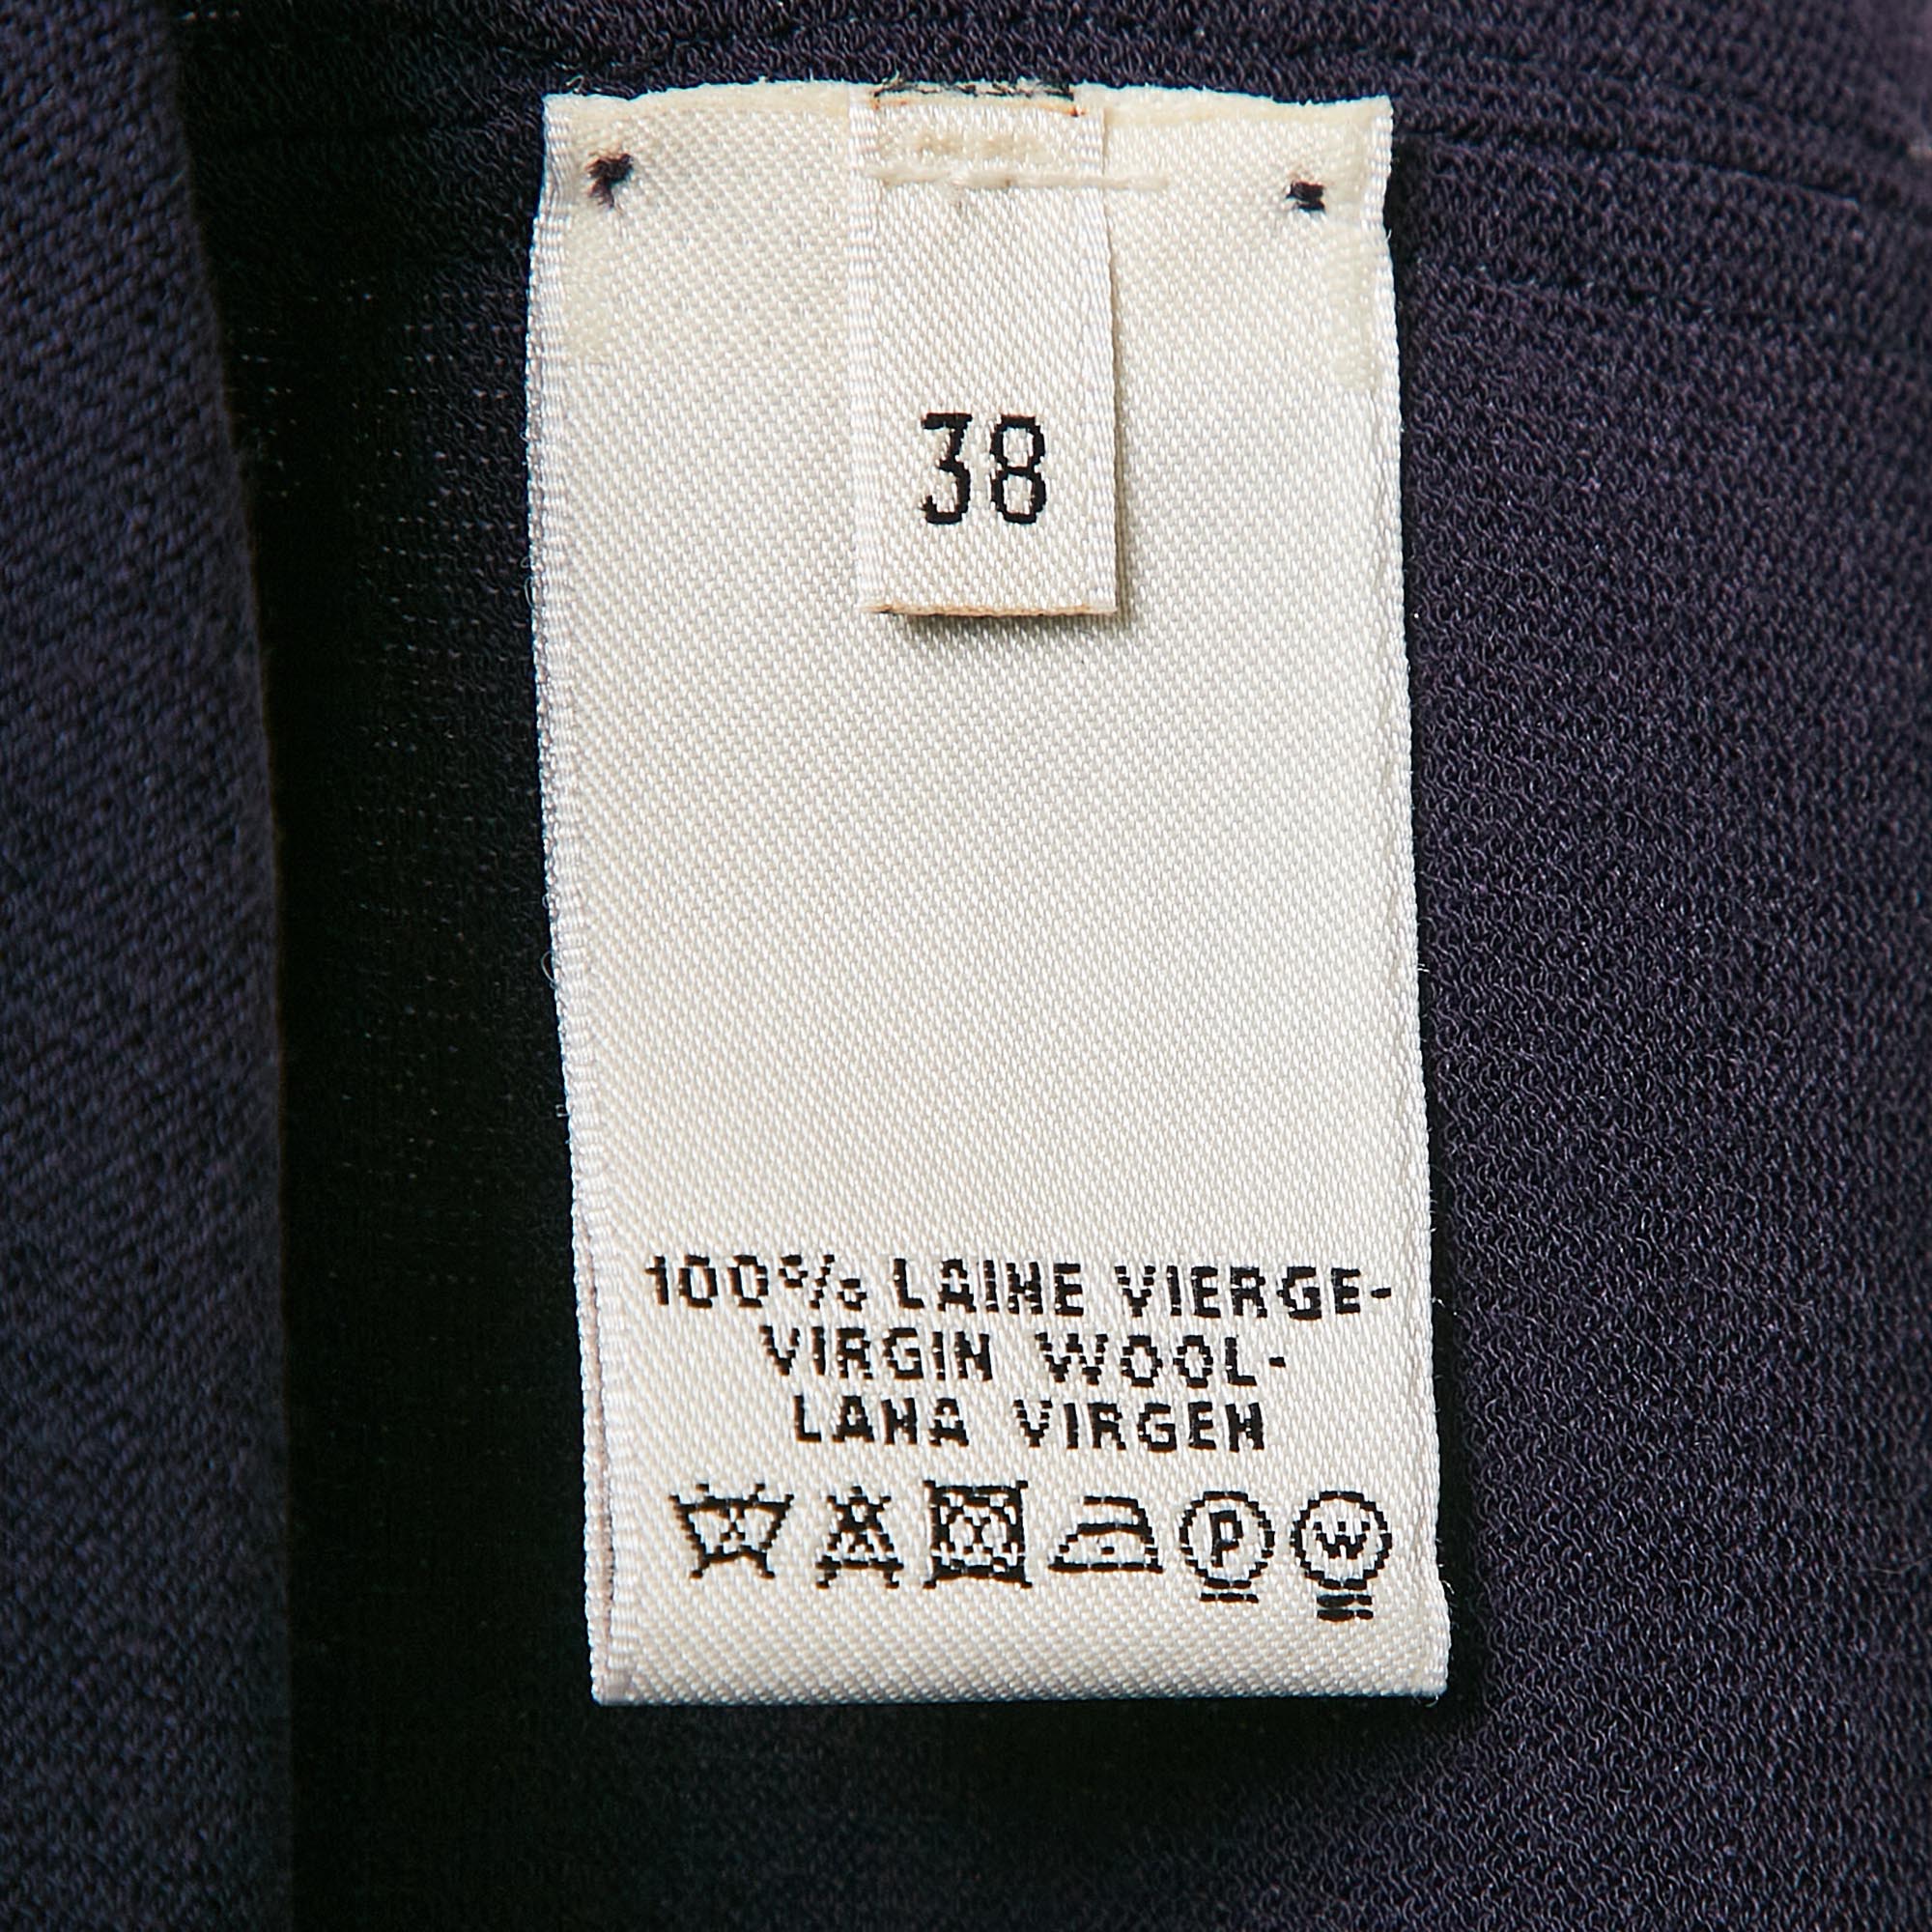 38
100% LAINE VIERGE-
VIRGIN WOOL-
LANA VIRGEN
P W